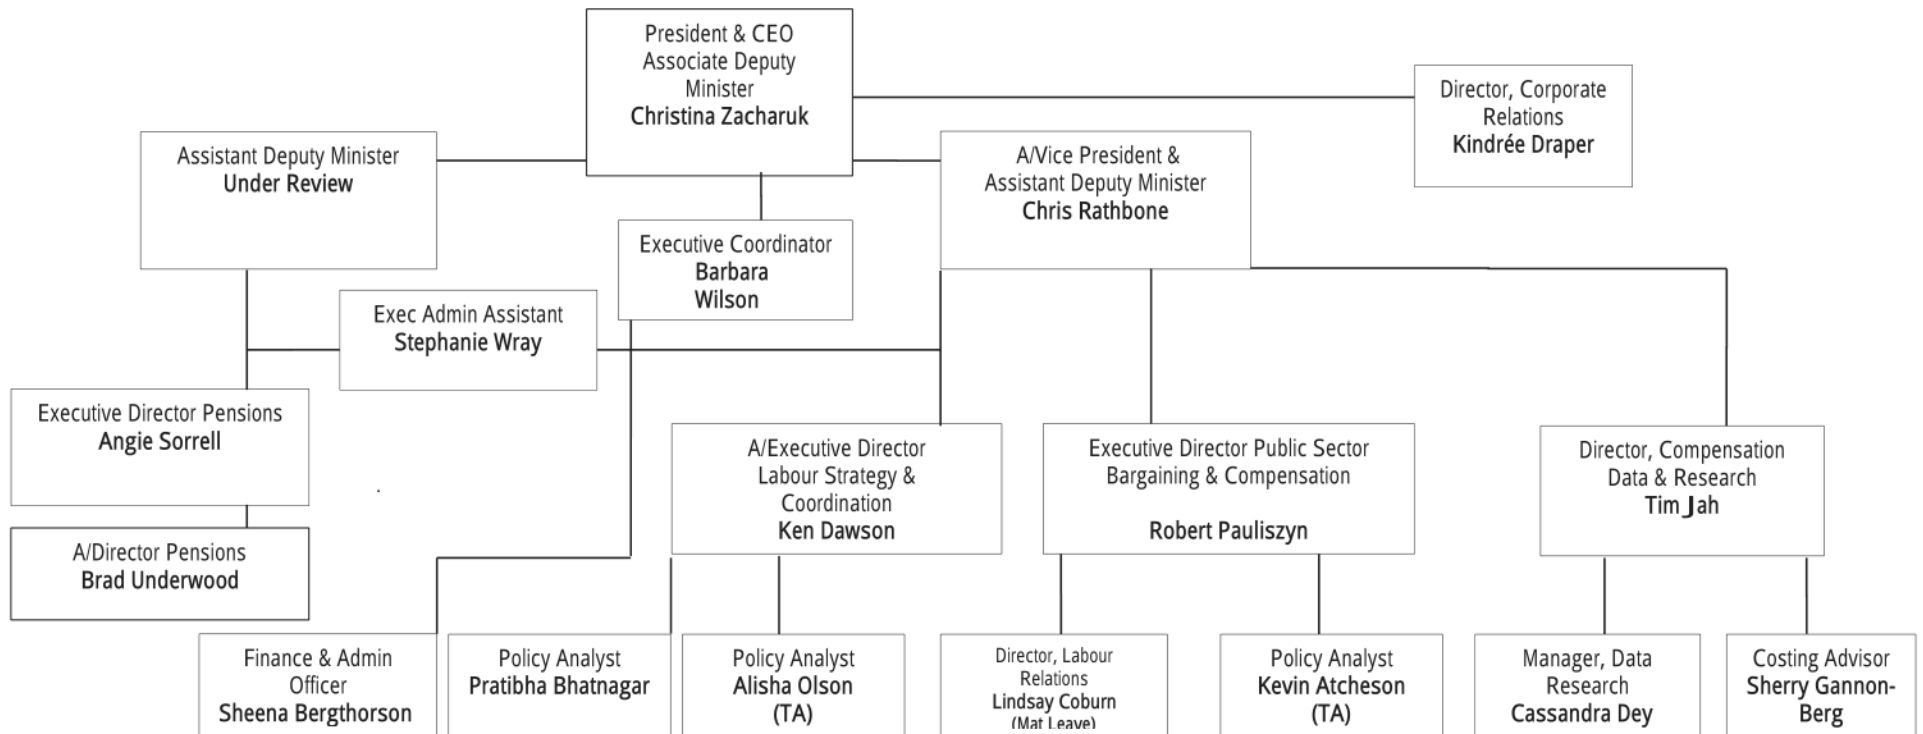 President & CEO
Associate Deputy
Minister
Christina Zacharuk
Director, Corporate
Relations
Kindrée Draper
Assistant Deputy Minister
Under Review
A/Vice President &
Assistant Deputy Minister
Chris Rathbone
Executive Coordinator
Barbara
Wilson
Exec Admin Assistant
Stephanie Wray
Executive Director Pensions
Angie Sorrell
A/Executive Director
Labour Strategy &
Coordination
Ken Dawson
Executive Director Public Sector
Bargaining & Compensation
Robert Pauliszyn
Director, Compensation
Data & Research
Tim Jah
A/Director Pensions
Brad Underwood
Finance & Admin
Officer
Sheena Bergthorson
Policy Analyst
Pratibha Bhatnagar
Policy Analyst
Alisha Olson
(TA)
Director, Labour
Relations
Lindsay Coburn
(Mat Leave)
Policy Analyst
Kevin Atcheson
(TA)
Manager, Data
Research
Cassandra Dey
Costing Advisor
Sherry Gannon-
Berg